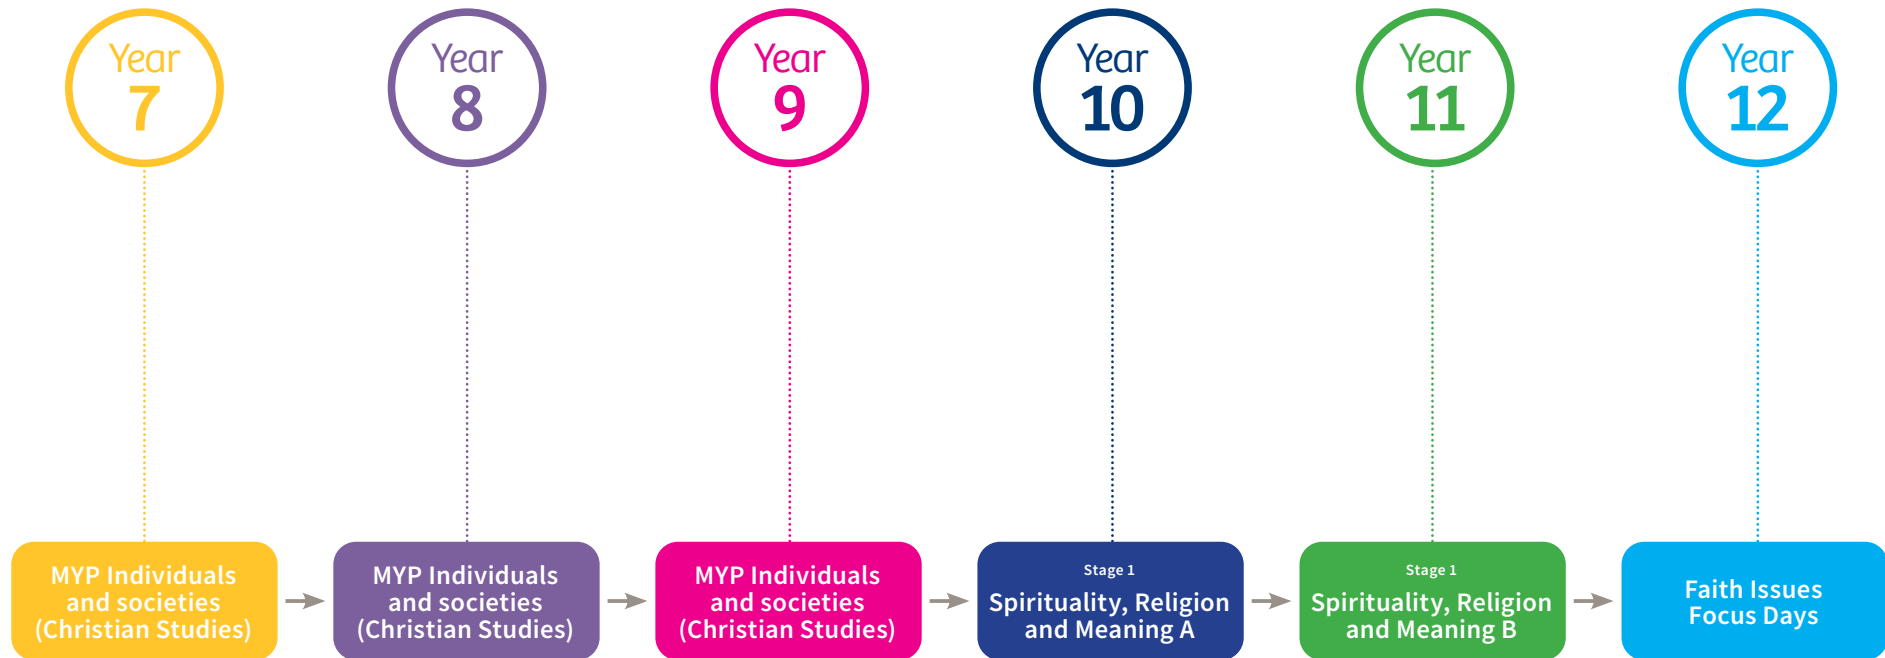 Year
7
Year
8
Year
9
Year
10
Year
11
Year
12
MYP Individuals
and societies
(Christian Studies)
MYP Individuals
and societies
(Christian Studies)
MYP Individuals
and societies
(Christian Studies)
Stage 1
Spirituality, Religion
and Meaning A
Stage 1
Spirituality, Religion
and Meaning B
Faith Issues
Focus Days